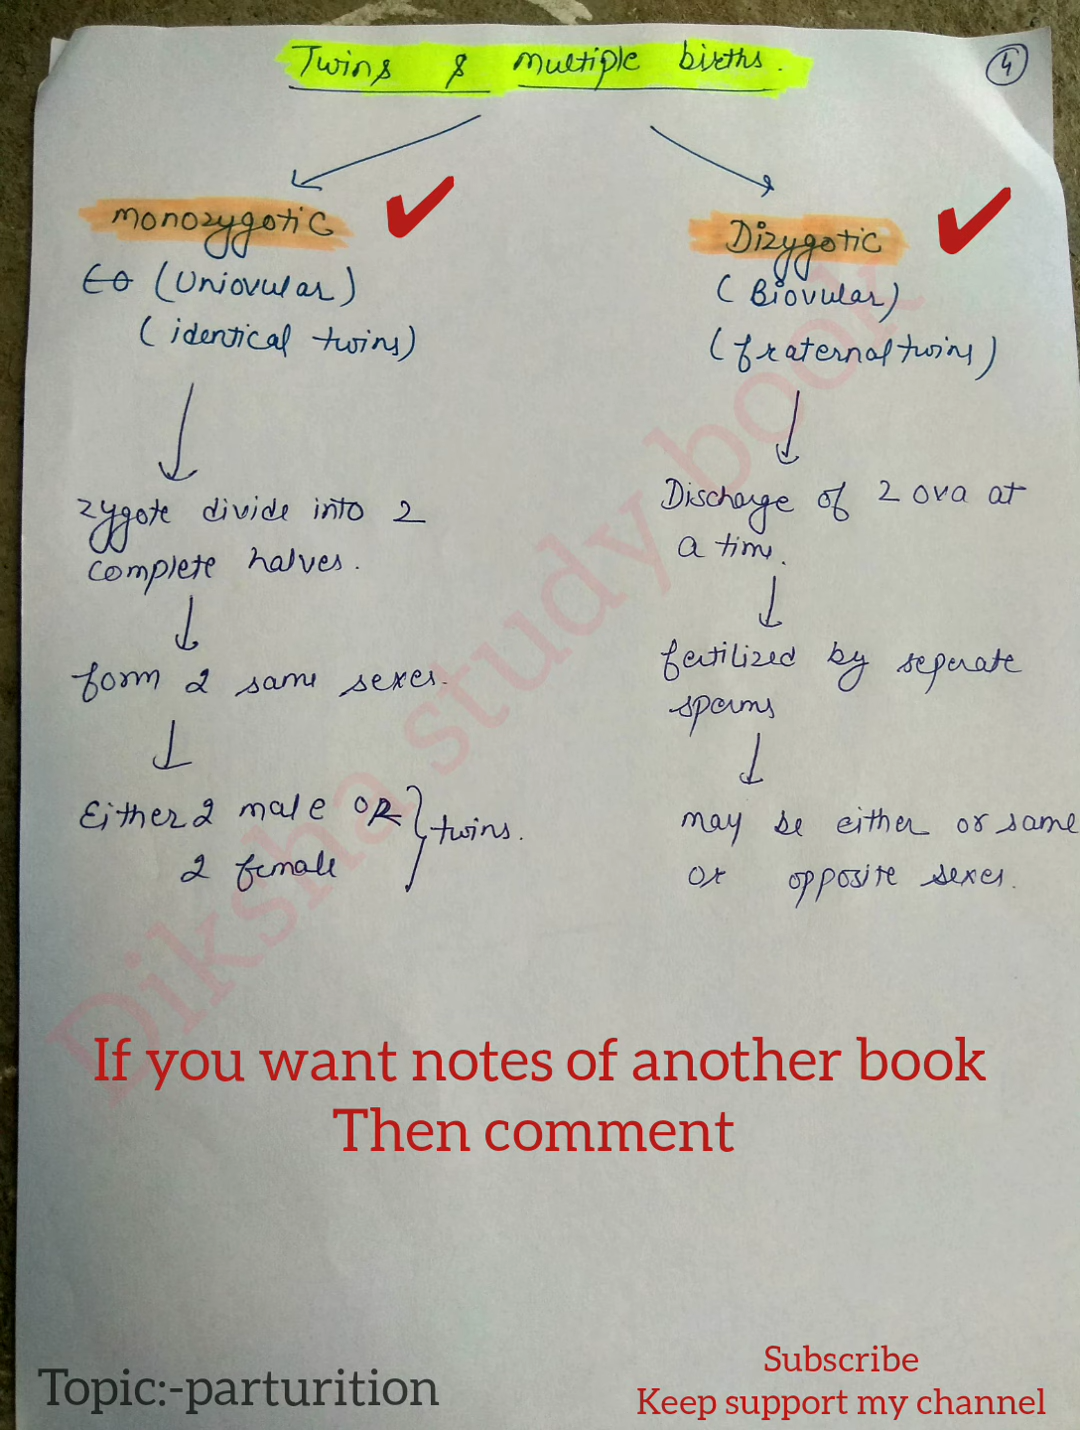 Twins & multiple births.
4
Monozygotic
(Uniovular)
(identical twins)
zygote divide into 2
complete halves.
form 2 same sexes.
Either 2 male OR
2 female
twins.
Dizygotic
(Biovular)
(fraternal twins)
Discharge of 2 ova at
a time.
fertilized by seperate
sperms
may be either or same
or opposite sexes.
Diksha study book
If you want notes of another book
Then comment
Topic:-parturition
Subscribe
Keep support my channel